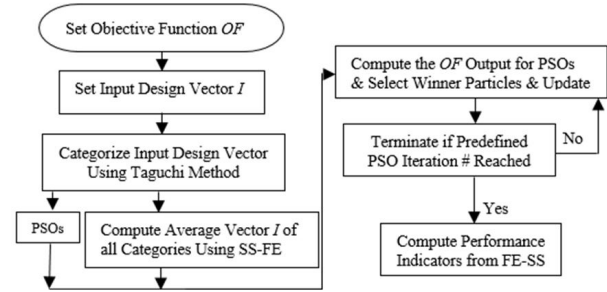 Set Objective Function OF
Set Input Design Vector I
Categorize Input Design Vector
Using Taguchi Method
PSOs
Compute Average Vector I of
all Categories Using SS-FE
Compute the OF Output for PSOs
& Select Winner Particles & Update
Terminate if Predefined
PSO Iteration # Reached
No
Yes
Compute Performance
Indicators from FE-SS